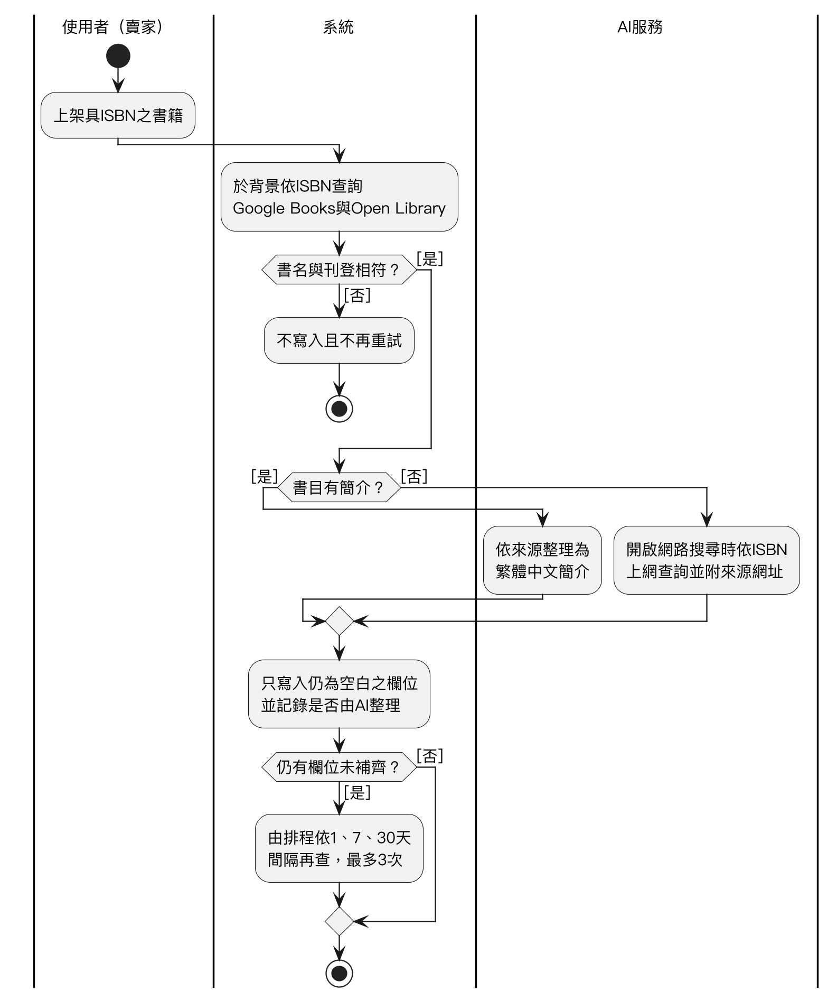 使用者（賣家）
系統
AI服務
上架具ISBN之書籍
於背景依ISBN查詢
Google Books與Open Library
書名與刊登相符？
[是]
[否]
不寫入且不再重試
[是]
書目有簡介？
[否]
依來源整理為
繁體中文簡介
開啟網路搜尋時依ISBN
上網查詢並附來源網址
只寫入仍為空白之欄位
並記錄是否由AI整理
仍有欄位未補齊？
[否]
[是]
由排程依1、7、30天
間隔再查，最多3次